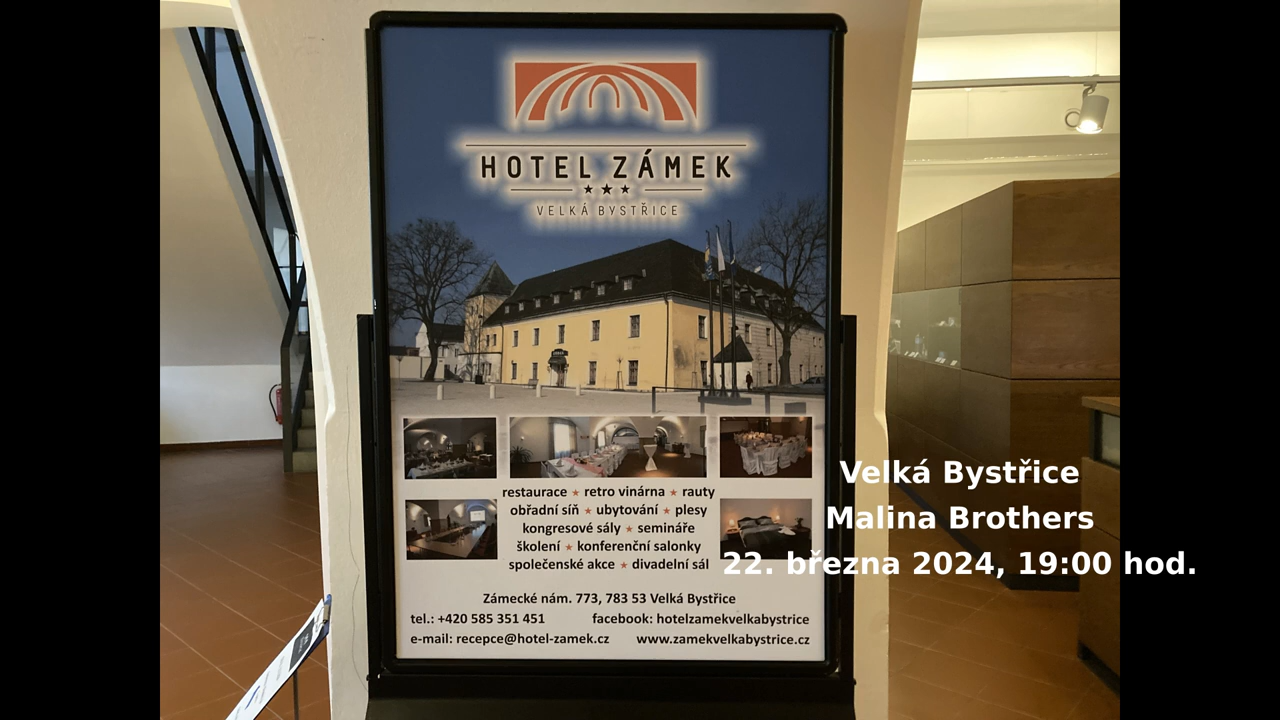 HOTEL ZÁMEK
★ ★ ★
VELKÁ BYSTŘICE
restaurace ★ retro vinárna ★ rauty
obřadní síň ★ ubytování ★ plesy
kongresové sály ★ semináře
školení ★ konferenční salonky
společenské akce ★ divadelní sál
Zámecké nám. 773, 783 53 Velká Bystřice
tel.: +420 585 351 451 facebook: hotelzamekvelkabystrice
e-mail: recepce@hotel-zamek.cz www.zamekvelkabystrice.cz
Velká Bystřice
Malina Brothers
22. března 2024, 19:00 hod.